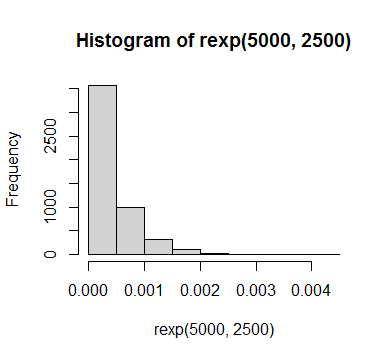 Histogram of rexp(5000, 2500)
Frequency
2500
1000
0
0.000 0.001 0.002 0.003 0.004
rexp(5000, 2500)